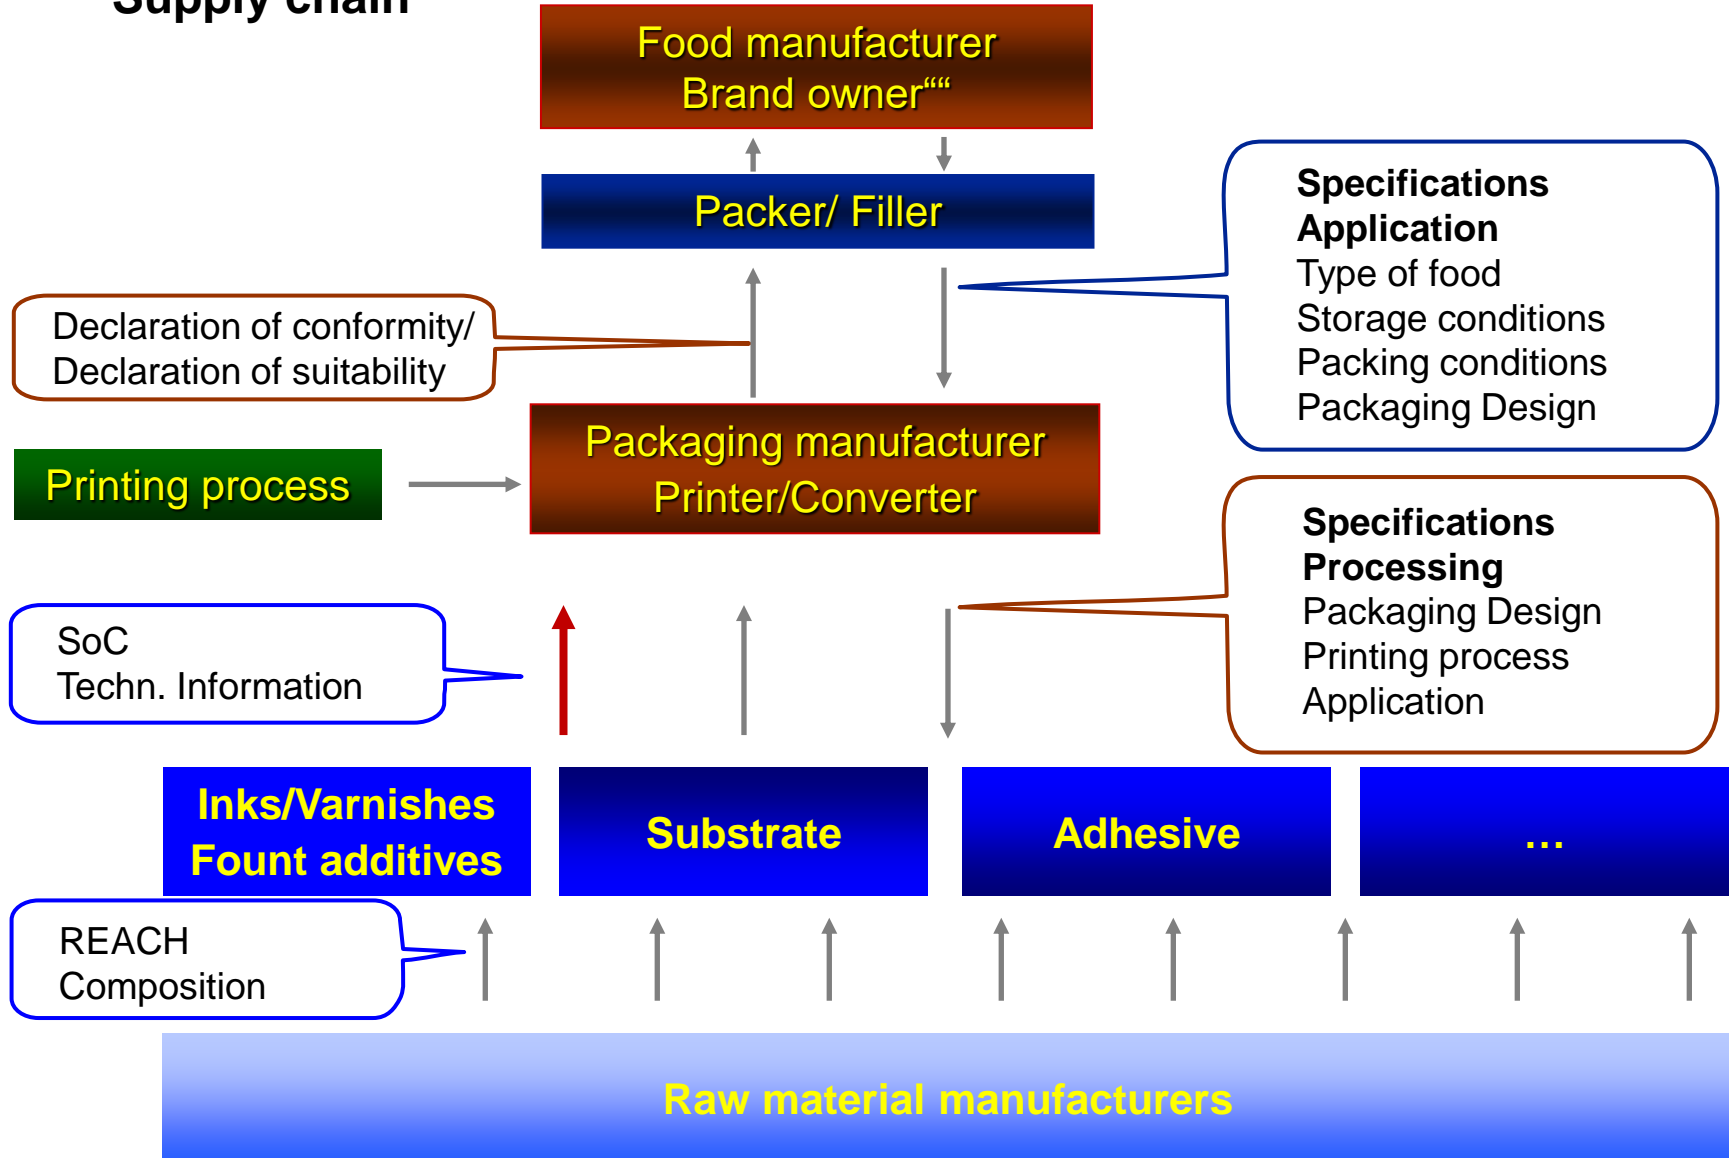 Supply chain
Food manufacturer
Brand owner““
Packer/ Filler
Specifications
Application
Type of food
Storage conditions
Packing conditions
Packaging Design
Declaration of conformity/
Declaration of suitability
Packaging manufacturer
Printer/Converter
Printing process
Specifications
Processing
Packaging Design
Printing process
Application
SoC
Techn. Information
Inks/Varnishes
Fount additives
Substrate
Adhesive
...
REACH
Composition
Raw material manufacturers